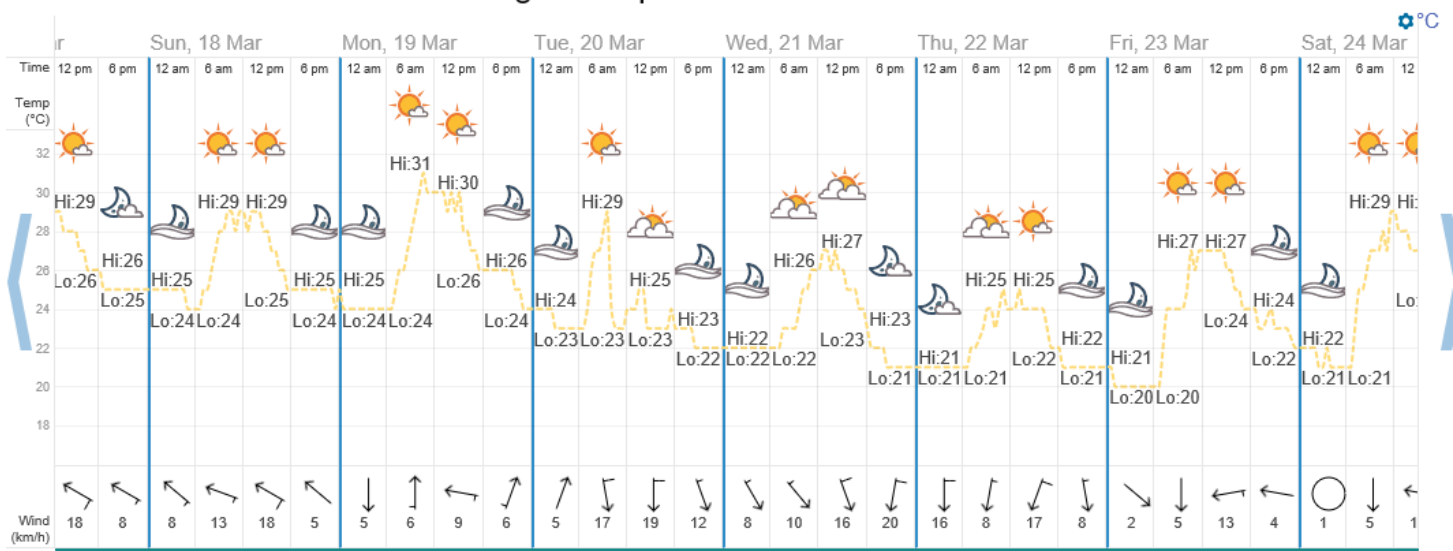 °C
r Sun, 18 Mar Mon, 19 Mar Tue, 20 Mar Wed, 21 Mar Thu, 22 Mar Fri, 23 Mar Sat, 24 Mar
Time 12 pm 6 pm 12 am 6 am 12 pm 6 pm 12 am 6 am 12 pm 6 pm 12 am 6 am 12 pm 6 pm 12 am 6 am 12 pm 6 pm 12 am 6 am 12 pm 6 pm 12 am 6 am 12 pm 6 pm 12 am 6 am 12
Temp
(°C)
32
Hi:31
30
Hi:30
Hi:29 Hi:29 Hi:29 Hi:29 Hi:29 Hi:
28
Hi:27 Hi:27 Hi:27
Hi:26 Hi:26 Hi:26
26
Lo:26 Hi:25 Hi:25 Hi:25 Lo:26 Hi:25 Hi:25 Hi:25
Lo:25 Lo:25 Hi:24 Hi:24 Lo:
24
Lo:24 Lo:24 Lo:24 Lo:24 Lo:24 Lo:24 Hi:23 Hi:23 Lo:24
Lo:23 Lo:23 Lo:23 Hi:22 Lo:23 Hi:22 Hi:22
22
Lo:22 Lo:22 Lo:22 Hi:21 Lo:22 Hi:21 Lo:22
Lo:21 Lo:21 Lo:21 Lo:21 Lo:21 Lo:21
20
Lo:20 Lo:20
18
Wind
(km/h)
18 8 8 13 18 5 5 6 9 6 5 17 19 12 8 10 16 20 16 8 17 8 2 5 13 4 1 5 1